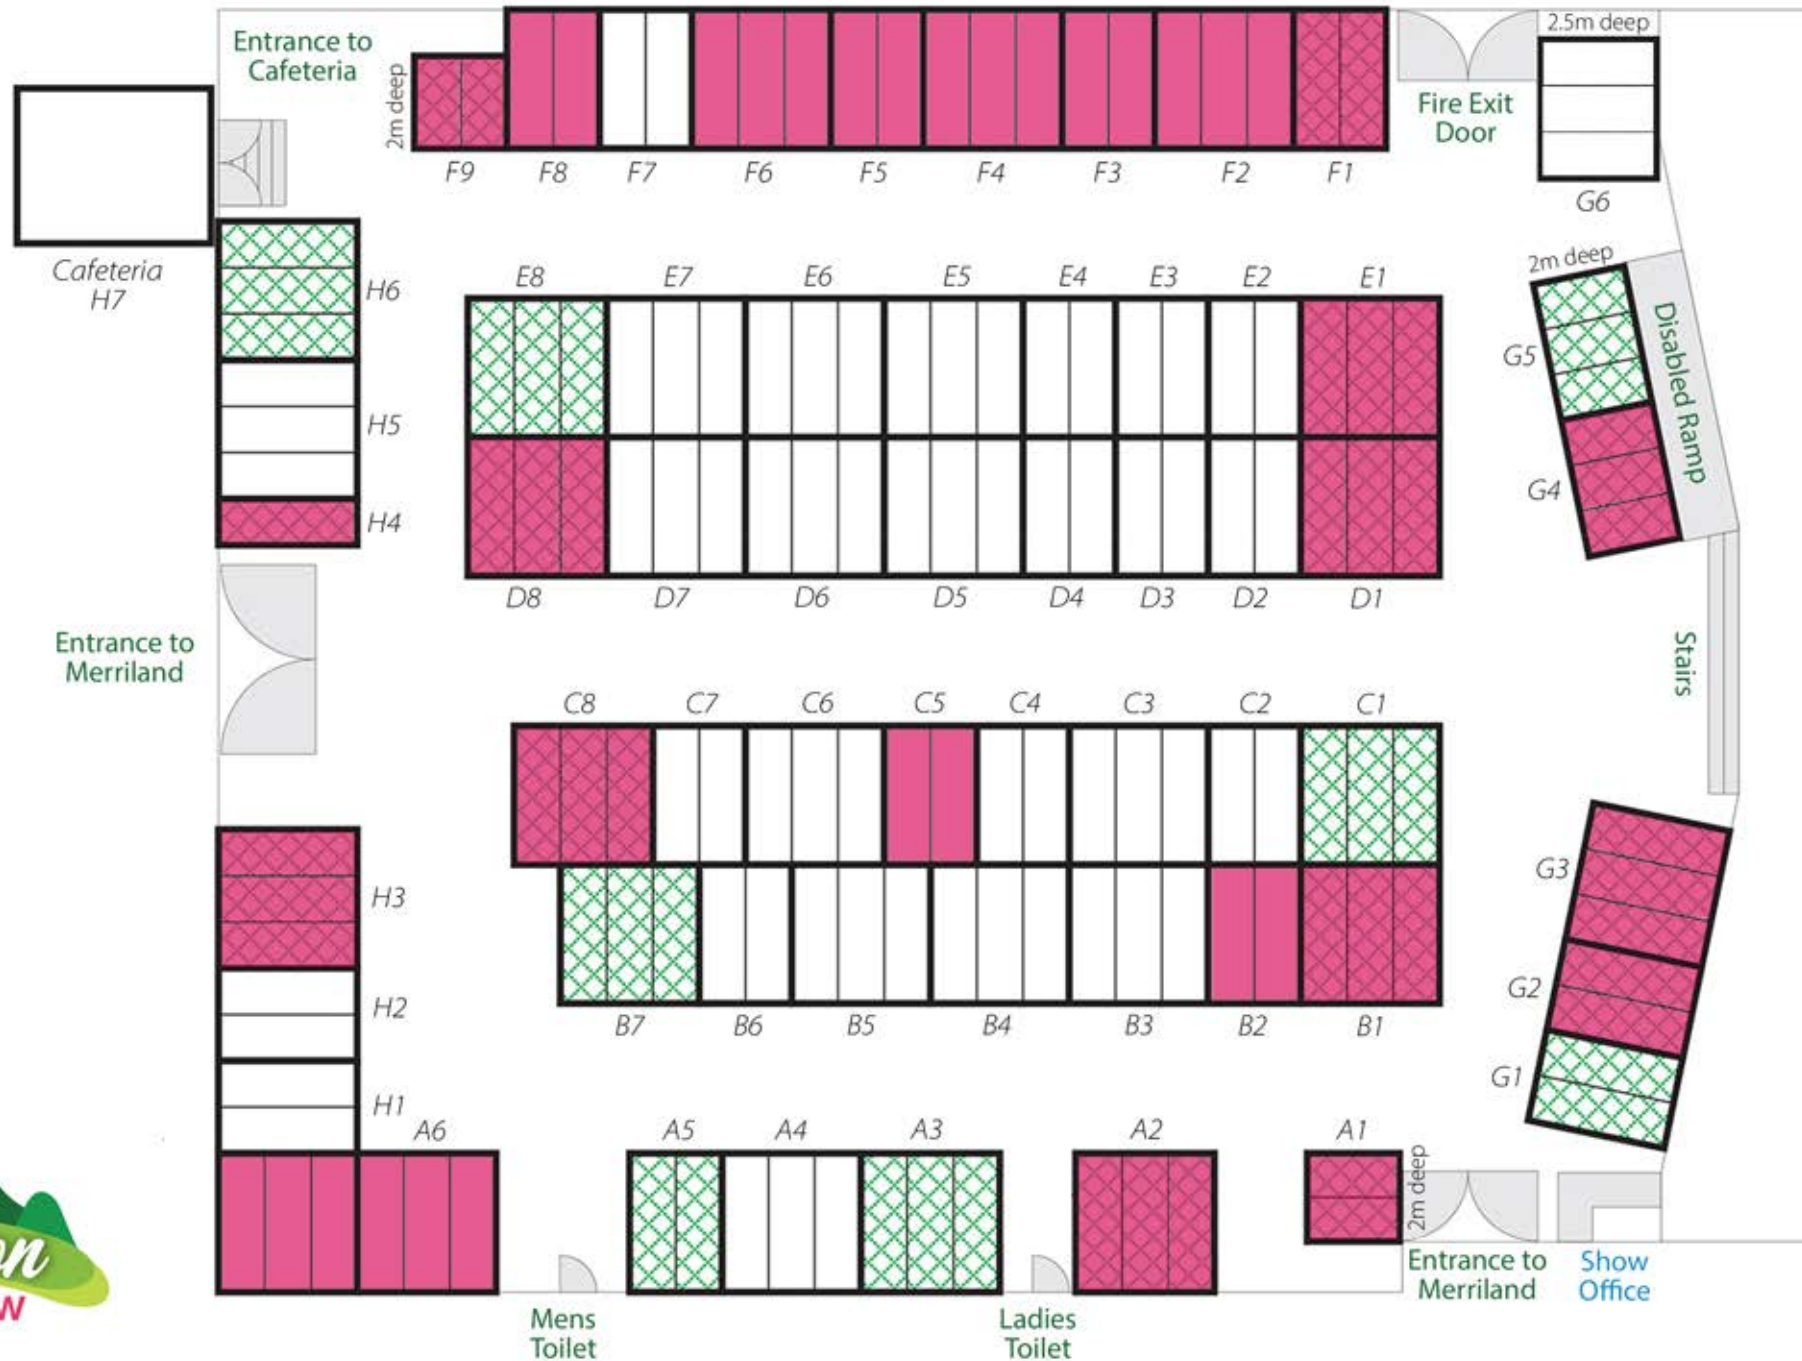 Entrance to
Cafeteria
2m deep
F9
F8
F7
F6
F5
F4
F3
F2
F1
Fire Exit
Door
2.5m deep
G6
Cafeteria
H7
H6
H5
H4
E8
E7
E6
E5
E4
E3
E2
E1
D8
D7
D6
D5
D4
D3
D2
D1
2m deep
G5
G4
Disabled Ramp
Entrance to
Merriland
Stairs
C8
C7
C6
C5
C4
C3
C2
C1
B7
B6
B5
B4
B3
B2
B1
H3
H2
H1
G3
G2
G1
A6
A5
A4
A3
A2
A1
2m deep
Mens
Toilet
Ladies
Toilet
Entrance to
Merriland
Show
Office
on
W